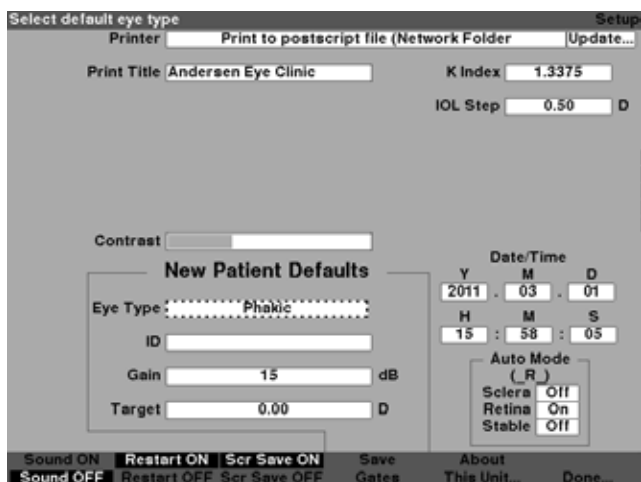 Select default eye type Setup
Printer Print to postscript file (Network Folder Update...
Print Title Andersen Eye Clinic K Index 1.3375
IOL Step 0.50 D
Contrast
Date/Time
New Patient Defaults Y M D
2011 . 03 . 01
Eye Type Phakic H M S
15 : 58 : 05
ID
Auto Mode
(_R_)
Gain 15 dB Sclera Off
Retina On
Target 0.00 D Stable Off
Sound ON Restart ON Scr Save ON Save About
Sound OFF Restart OFF Scr Save OFF Gates This Unit... Done...